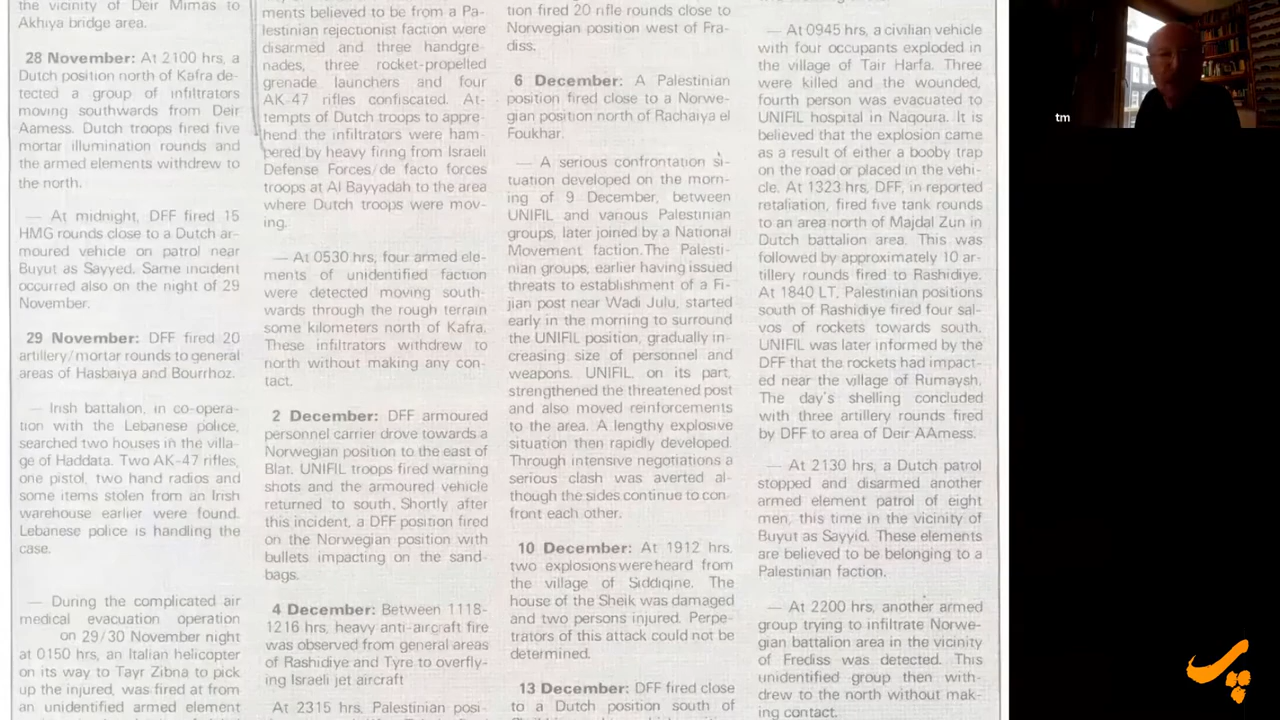 the vicinity of Deir Mimas to
Akhiya bridge area.
28 November: At 2100 hrs, a
Dutch position north of Kafra de-
tected a group of infiltrators
moving southwards from Deir
Aamess. Dutch troops fired five
mortar illumination rounds and
the armed elements withdrew to
the north.
— At midnight, DFF fired 15
HMG rounds close to a Dutch ar-
moured vehicle on patrol near
Buyut as Sayyed. Same incident
occurred also on the night of 29
November.
29 November: DFF fired 20
artillery/mortar rounds to general
areas of Hasbaiya and Bourrhoz.
— Irish battalion, in co-opera-
tion with the Lebanese police,
searched two houses in the villa-
ge of Haddata. Two AK-47 rifles,
one pistol, two hand radios and
some items stolen from an Irish
warehouse earlier were found.
Lebanese police is handling the
case.
— During the complicated air
medical evacuation operation
on 29/30 November night
at 0150 hrs, an Italian helicopter
on its way to Tayr Zibna to pick
up the injured, was fired at from
an unidentified armed element
ments believed to be from a Pa-
lestinian rejectionist faction were
disarmed and three handgre-
nades, three rocket-propelled
grenade launchers and four
AK-47 rifles confiscated. At-
tempts of Dutch troops to appre-
hend the infiltrators were ham-
pered by heavy firing from Israeli
Defense Forces/de facto forces
troops at Al Bayyadah to the area
where Dutch troops were mov-
ing.
— At 0530 hrs, four armed ele-
ments of unidentified faction
were detected moving south-
wards through the rough terrain
some kilometers north of Kafra.
These infiltrators withdrew to
north without making any con-
tact.
2 December: DFF armoured
personnel carrier drove towards a
Norwegian position to the east of
Blat. UNIFIL troops fired warning
shots and the armoured vehicle
returned to south. Shortly after
this incident, a DFF position fired
on the Norwegian position with
bullets impacting on the sand-
bags.
4 December: Between 1118-
1216 hrs, heavy anti-aircraft fire
was observed from general areas
of Rashidiye and Tyre to overfly-
ing Israeli jet aircraft
At 2315 hrs, Palestinian posi-
tion fired 20 rifle rounds close to
Norwegian position west of Fra-
diss.
6 December: A Palestinian
position fired close to a Norwe-
gian position north of Rachaiya el
Foukhar.
— A serious confrontation si-
tuation developed on the morn-
ing of 9 December, between
UNIFIL and various Palestinian
groups, later joined by a National
Movement faction.The Palesti-
nian groups, earlier having issued
threats to establishment of a Fi-
jian post near Wadi Julu, started
early in the morning to surround
the UNIFIL position, gradually in-
creasing size of personnel and
weapons. UNIFIL, on its part,
strengthened the threatened post
and also moved reinforcements
to the area. A lengthy explosive
situation then rapidly developed.
Through intensive negotiations a
serious clash was averted al-
though the sides continue to con-
front each other.
10 December: At 1912 hrs,
two explosions were heard from
the village of Siddiqine. The
house of the Sheik was damaged
and two persons injured. Perpe-
trators of this attack could not be
determined.
13 December: DFF fired close
to a Dutch position south of
— At 0945 hrs, a civilian vehicle
with four occupants exploded in
the village of Tair Harfa. Three
were killed and the wounded,
fourth person was evacuated to
UNIFIL hospital in Naqoura. It is
believed that the explosion came
as a result of either a booby trap
on the road or placed in the vehi-
cle. At 1323 hrs, DFF, in reported
retaliation, fired five tank rounds
to an area north of Majdal Zun in
Dutch battalion area. This was
followed by approximately 10 ar-
tillery rounds fired to Rashidiye.
At 1840 LT, Palestinian positions
south of Rashidiye fired four sal-
vos of rockets towards south.
UNIFIL was later informed by the
DFF that the rockets had impact-
ed near the village of Rumaysh.
The day's shelling concluded
with three artillery rounds fired
by DFF to area of Deir AAmess.
— At 2130 hrs, a Dutch patrol
stopped and disarmed another
armed element patrol of eight
men, this time in the vicinity of
Buyut as Sayyid. These elements
are believed to be belonging to a
Palestinian faction.
— At 2200 hrs, another armed
group trying to infiltrate Norwe-
gian battalion area in the vicinity
of Frediss was detected. This
unidentified group then with-
drew to the north without mak-
ing contact.
tm